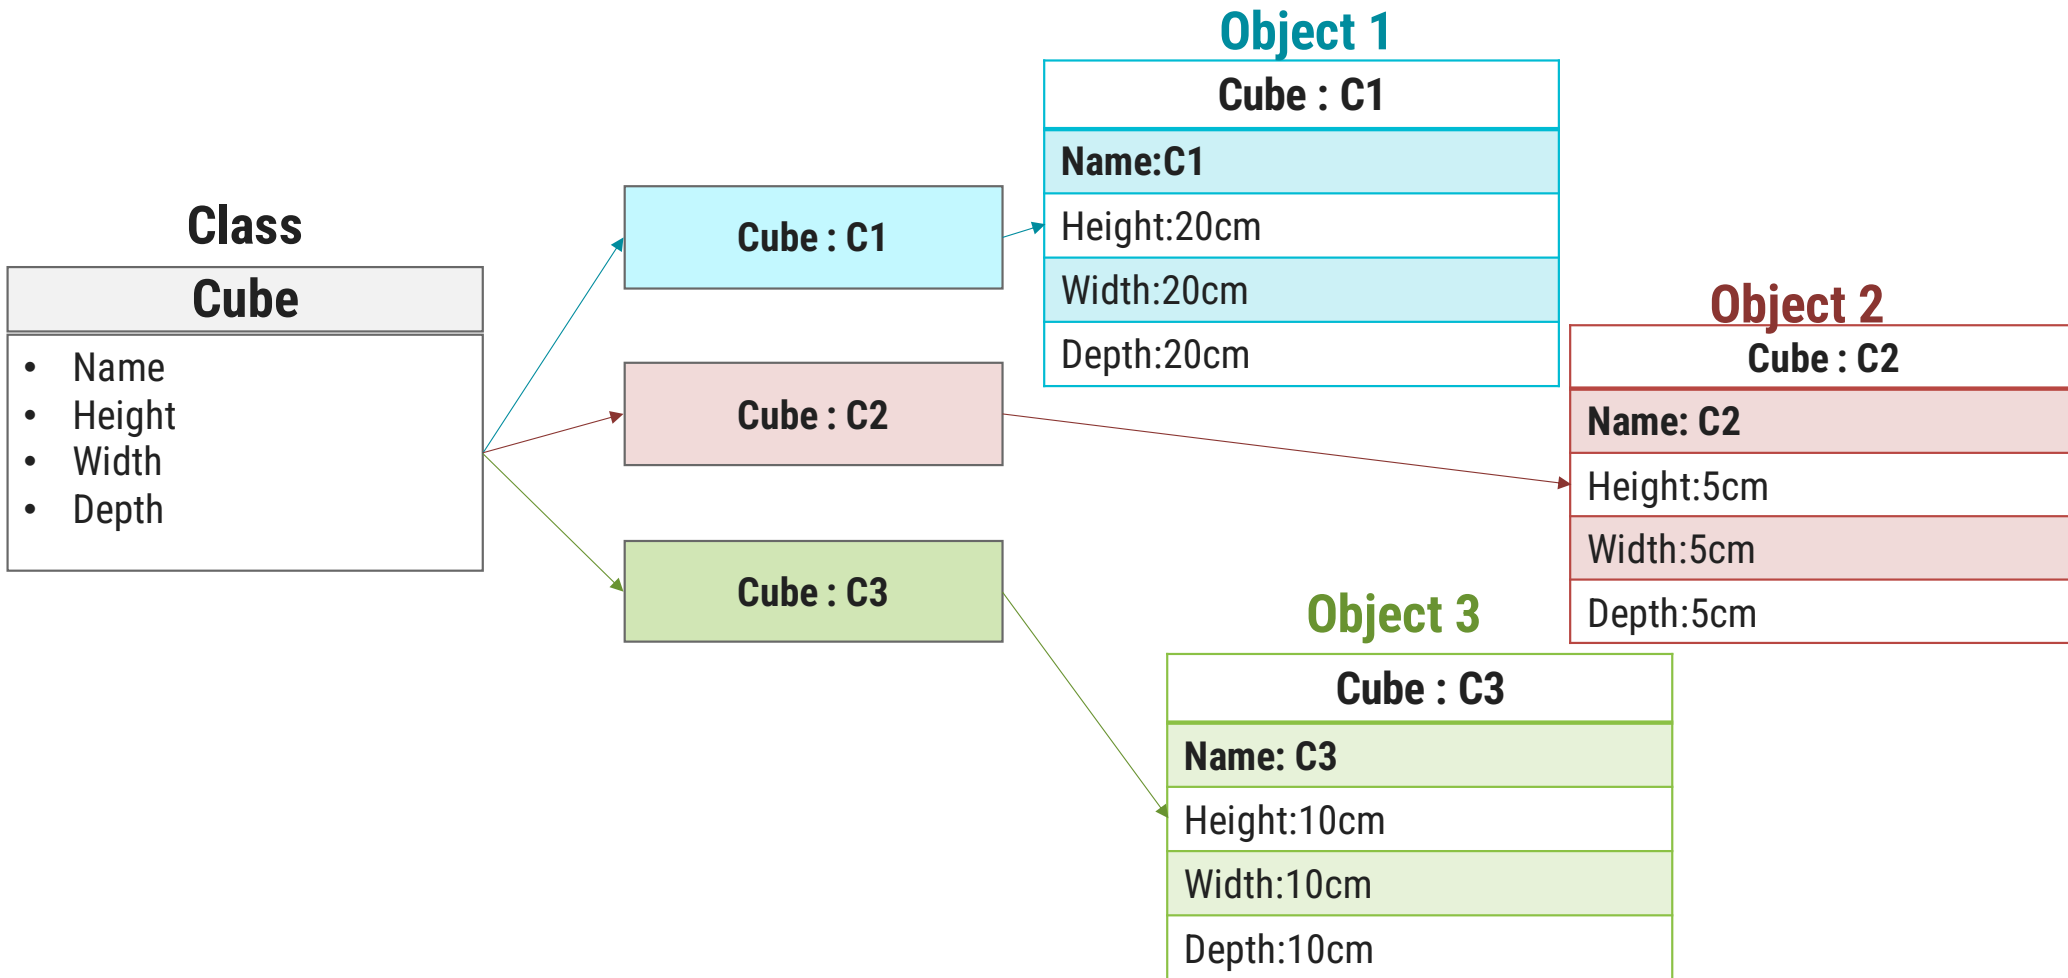 Class
Cube
• Name
• Height
• Width
• Depth
Cube : C1
Cube : C2
Cube : C3
Object 1
Cube : C1
Name:C1
Height:20cm
Width:20cm
Depth:20cm
Object 2
Cube : C2
Name: C2
Height:5cm
Width:5cm
Depth:5cm
Object 3
Cube : C3
Name: C3
Height:10cm
Width:10cm
Depth:10cm